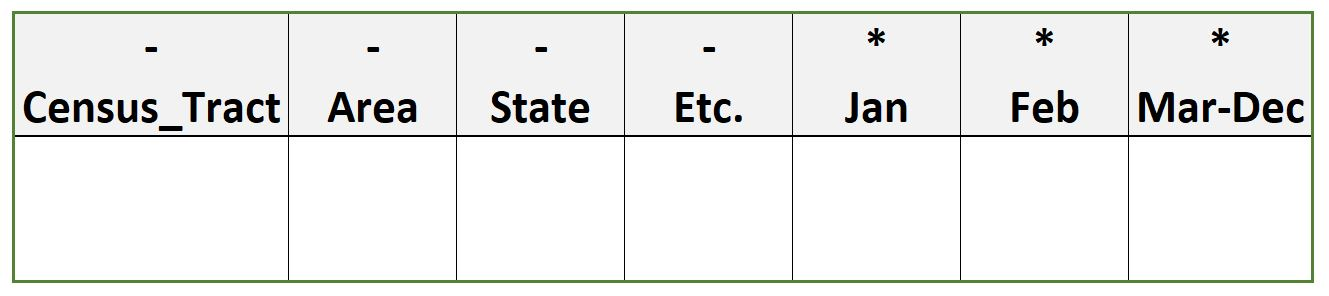 - - - - * * *
Census_Tract Area State Etc. Jan Feb Mar-Dec